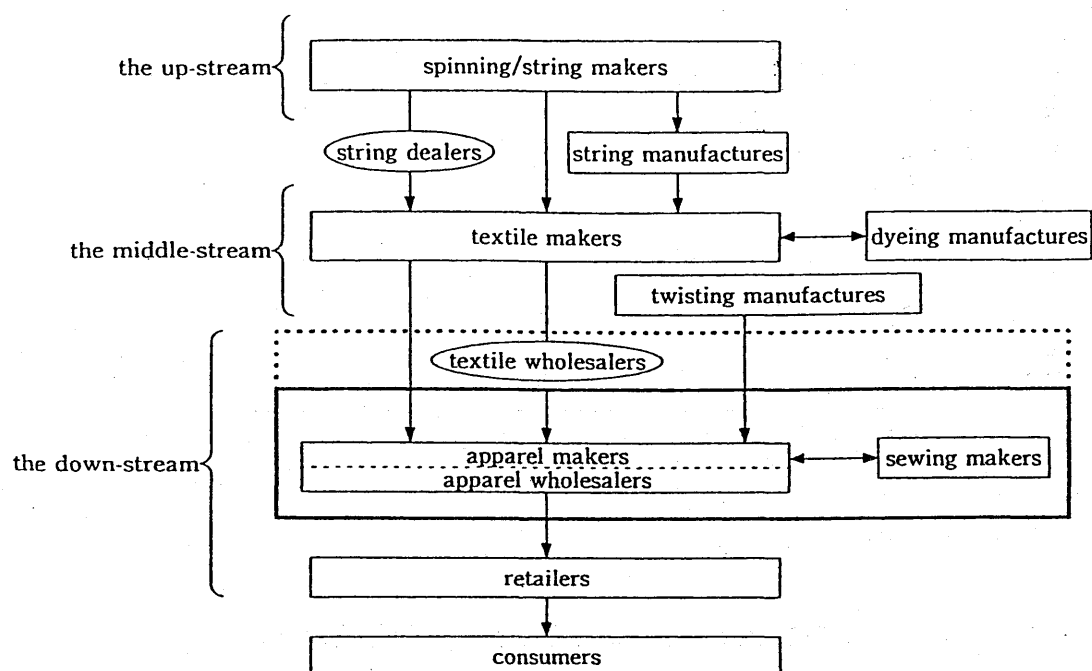 the up-stream
spinning/string makers
string dealers
string manufactures
the middle-stream
textile makers
dyeing manufactures
twisting manufactures
textile wholesalers
the down-stream
apparel makers
sewing makers
apparel wholesalers
retailers
consumers